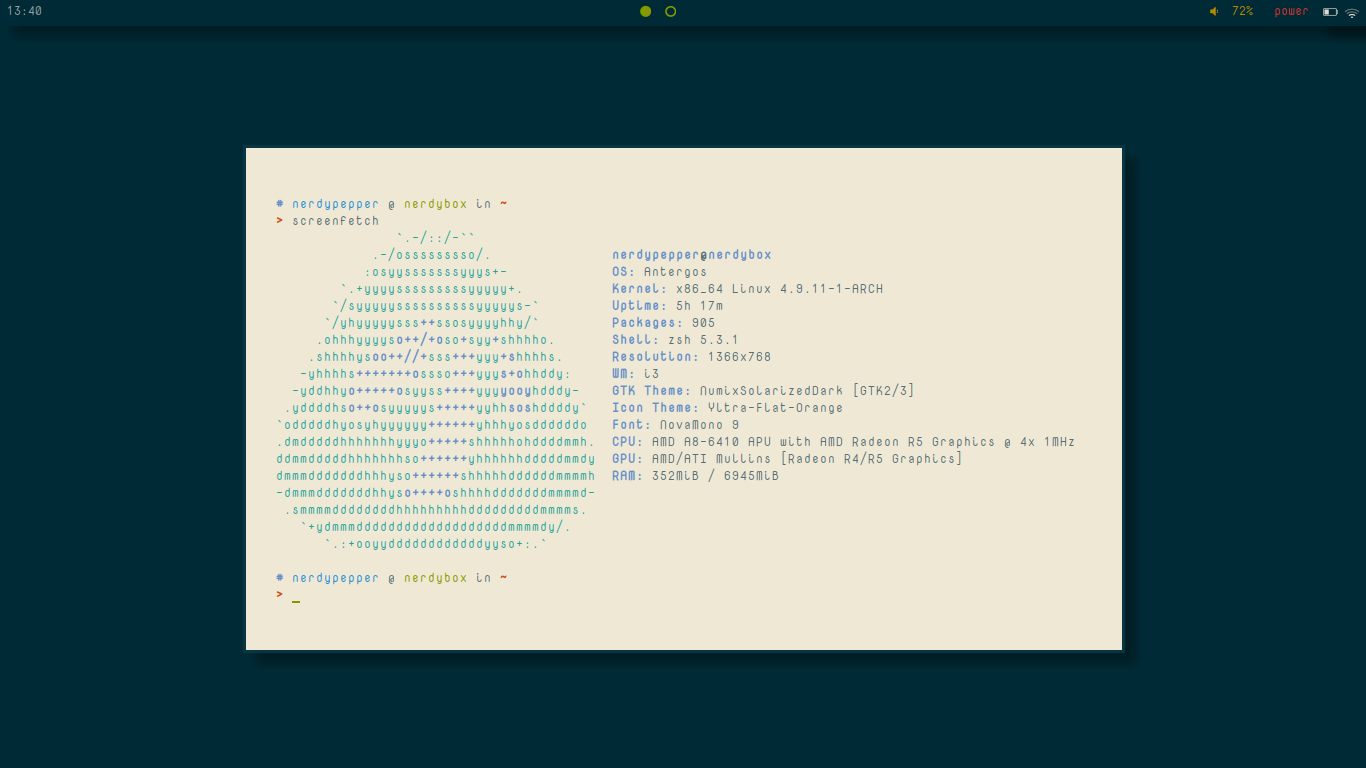 13:40 72% power
# nerdypepper @ nerdybox in ~
> screenfetch
`.-/::/-``
.-/osssssssso/. nerdypepper@nerdybox
:osyysssssssyyys+- OS: Antergos
`.+yyyysssssssssyyyyy+. Kernel: x86_64 Linux 4.9.11-1-ARCH
`/syyyyyssssssssssyyyyys-` Uptime: 5h 17m
`/yhyyyyysss++ssosyyyyhhy/` Packages: 905
.ohhhyyyyso++/+oso+syy+shhhho. Shell: zsh 5.3.1
.shhhhysoo++//+sss+++yyy+shhhhs. Resolution: 1366x768
-yhhhhs+++++++ossso+++yyys+ohhddy: WM: i3
-yddhhyo+++++osyyss++++yyyyooyhdddy- GTK Theme: NumixSolarizedDark [GTK2/3]
.yddddhso++osyyyyys+++++yyhhsoshddddy` Icon Theme: Yltra-Flat-Orange
`odddddhyosyhyyyyyy++++++yhhhyosddddddo Font: NovaMono 9
.dmdddddhhhhhhhyyyo+++++shhhhhohddddmmh. CPU: AMD A8-6410 APU with AMD Radeon R5 Graphics @ 4x 1MHz
ddmmdddddhhhhhhhso++++++yhhhhhhdddddmmdy GPU: AMD/ATI Mullins [Radeon R4/R5 Graphics]
dmmmdddddddhhhyso++++++shhhhhddddddmmmmh RAM: 352MiB / 6945MiB
-dmmmdddddddhhysо++++oshhhhdddddddmmmmd-
.smmmmddddddddhhhhhhhhhdddddddddmmmms.
`+ydmmmdddddddddddddddddddmmmmdy/.
`.:+ooyyddddddddddddyyso+:.`
# nerdypepper @ nerdybox in ~
> _